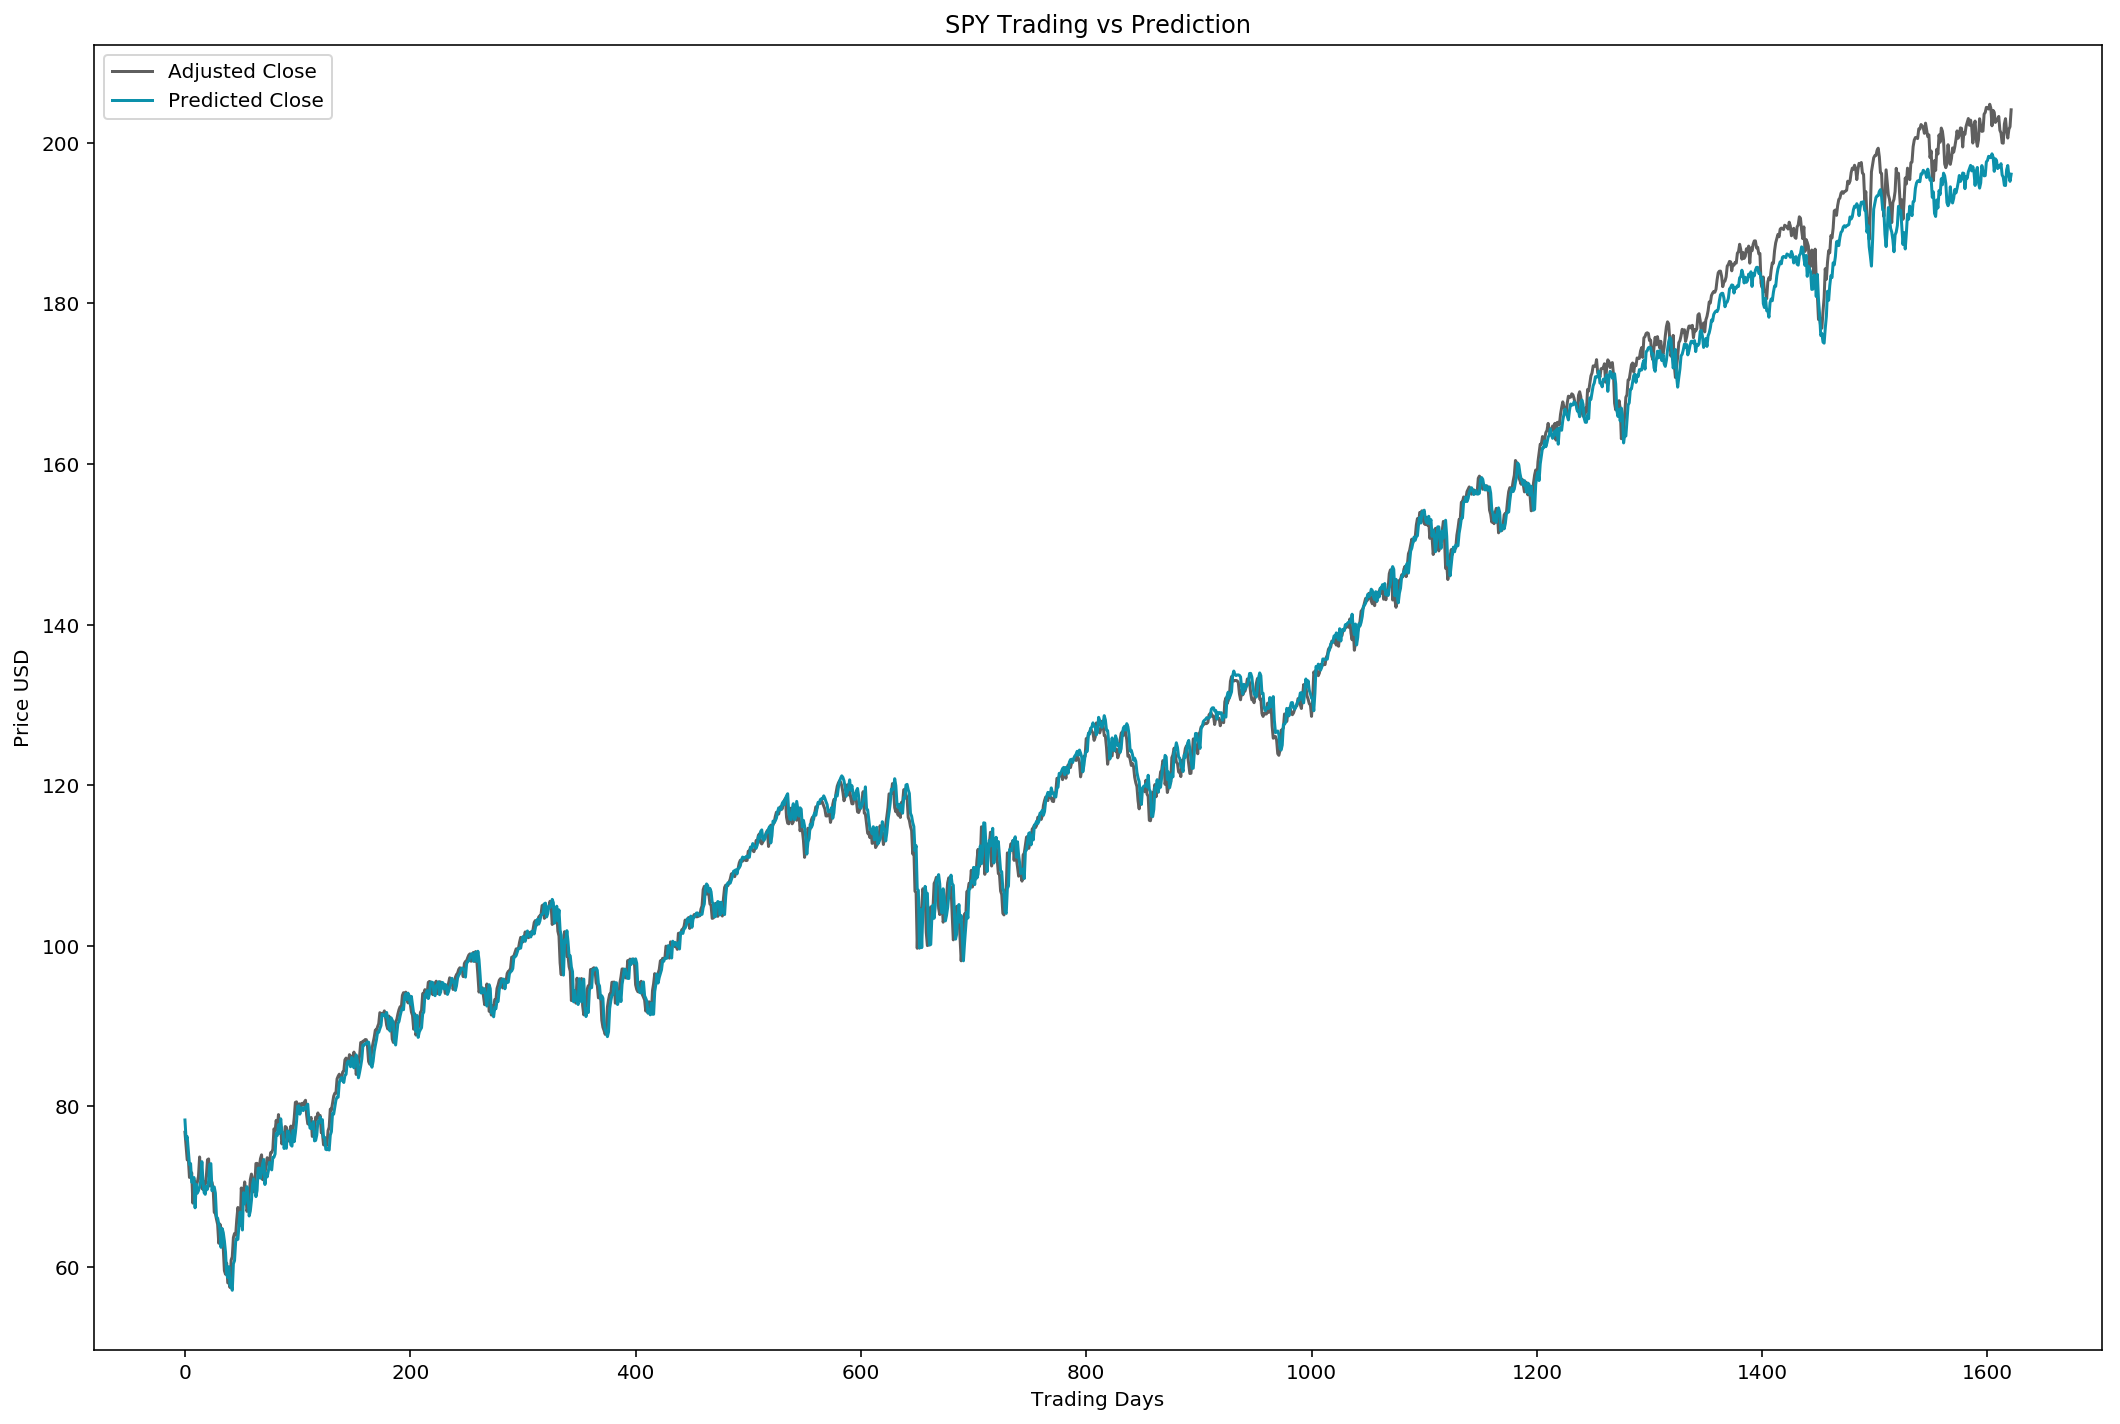 SPY Trading vs Prediction
Adjusted Close
Predicted Close
Price USD
200
180
160
140
120
100
80
60
0 200 400 600 800 1000 1200 1400 1600
Trading Days